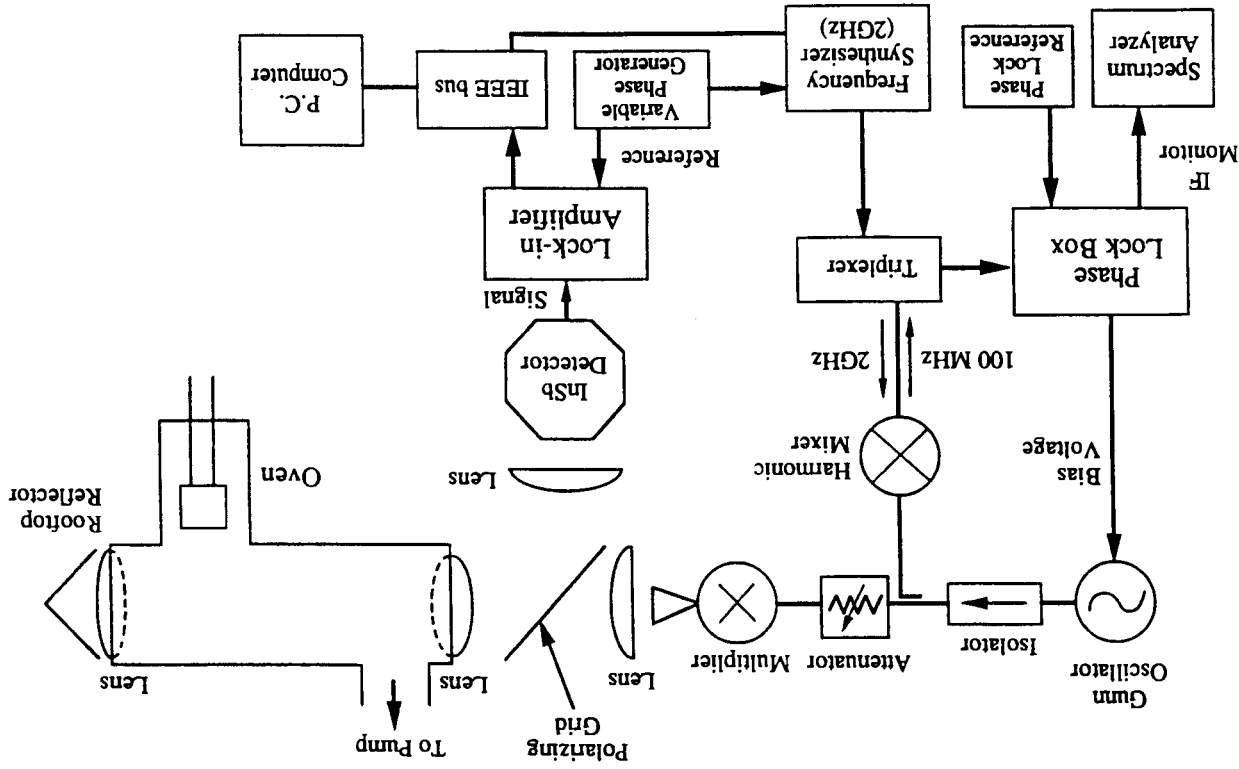 Gunn
Oscillator
Isolator
Attenuator
Multiplier
Lens
Polarizing
Grid
Lens
To Pump
Lens
Rooftop
Reflector
Oven
Bias
Voltage
Harmonic
Mixer
Lens
100 MHz
2GHz
InSb
Detector
Phase
Lock Box
Triplexer
Signal
Lock-in
Amplifier
IF
Monitor
Reference
Spectrum
Analyzer
Phase
Lock
Reference
Frequency
Synthesizer
(2GHz)
Variable
Phase
Generator
IEEE bus
P.C.
Computer